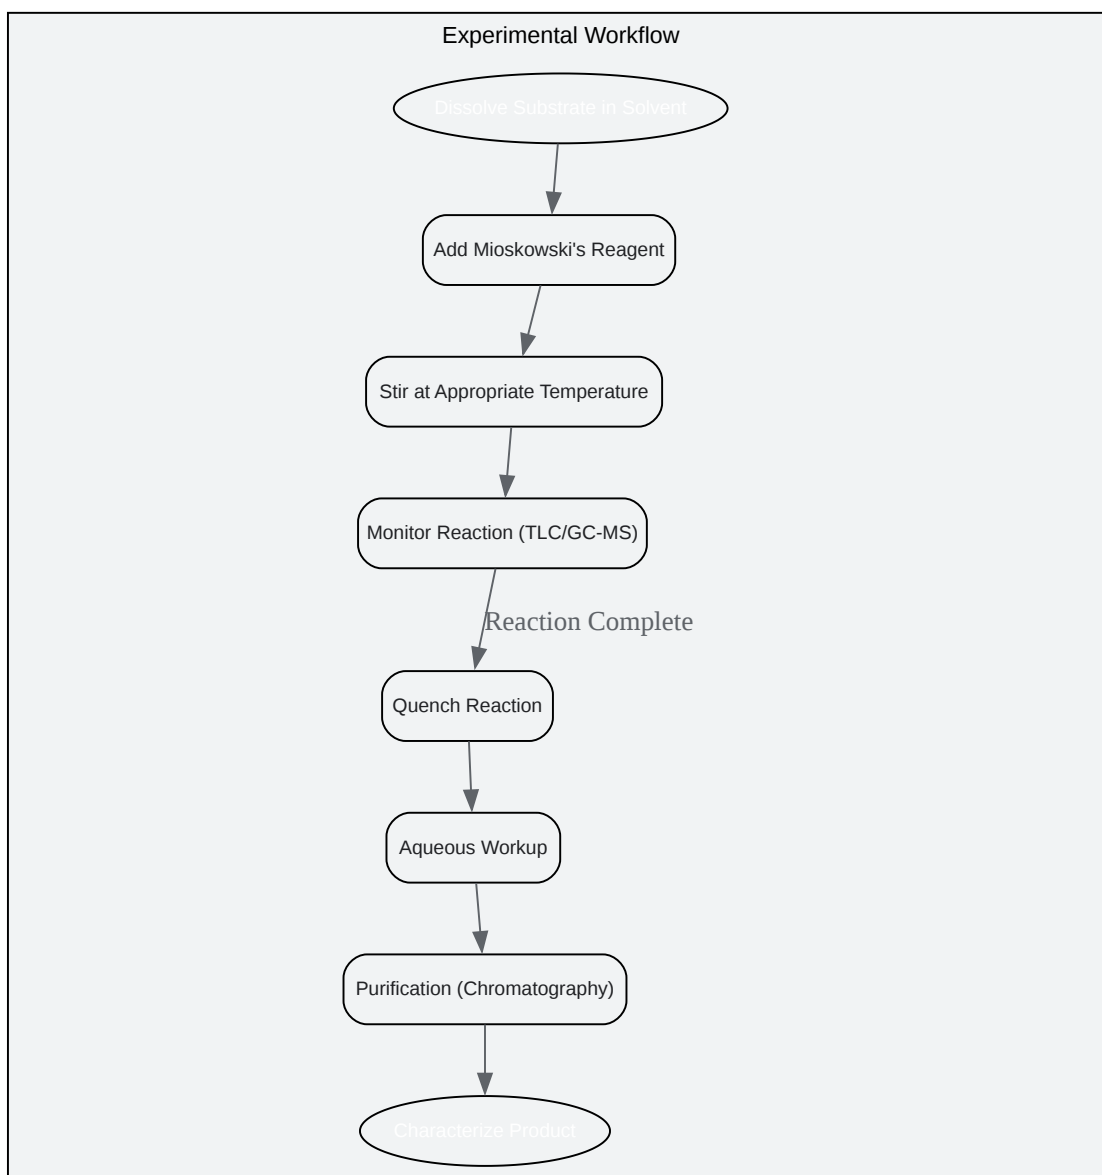 Experimental Workflow
Dissolve Substrate in Solvent
Add Mioskowski's Reagent
Stir at Appropriate Temperature
Monitor Reaction (TLC/GC-MS)
Reaction Complete
Quench Reaction
Aqueous Workup
Purification (Chromatography)
Characterize Product